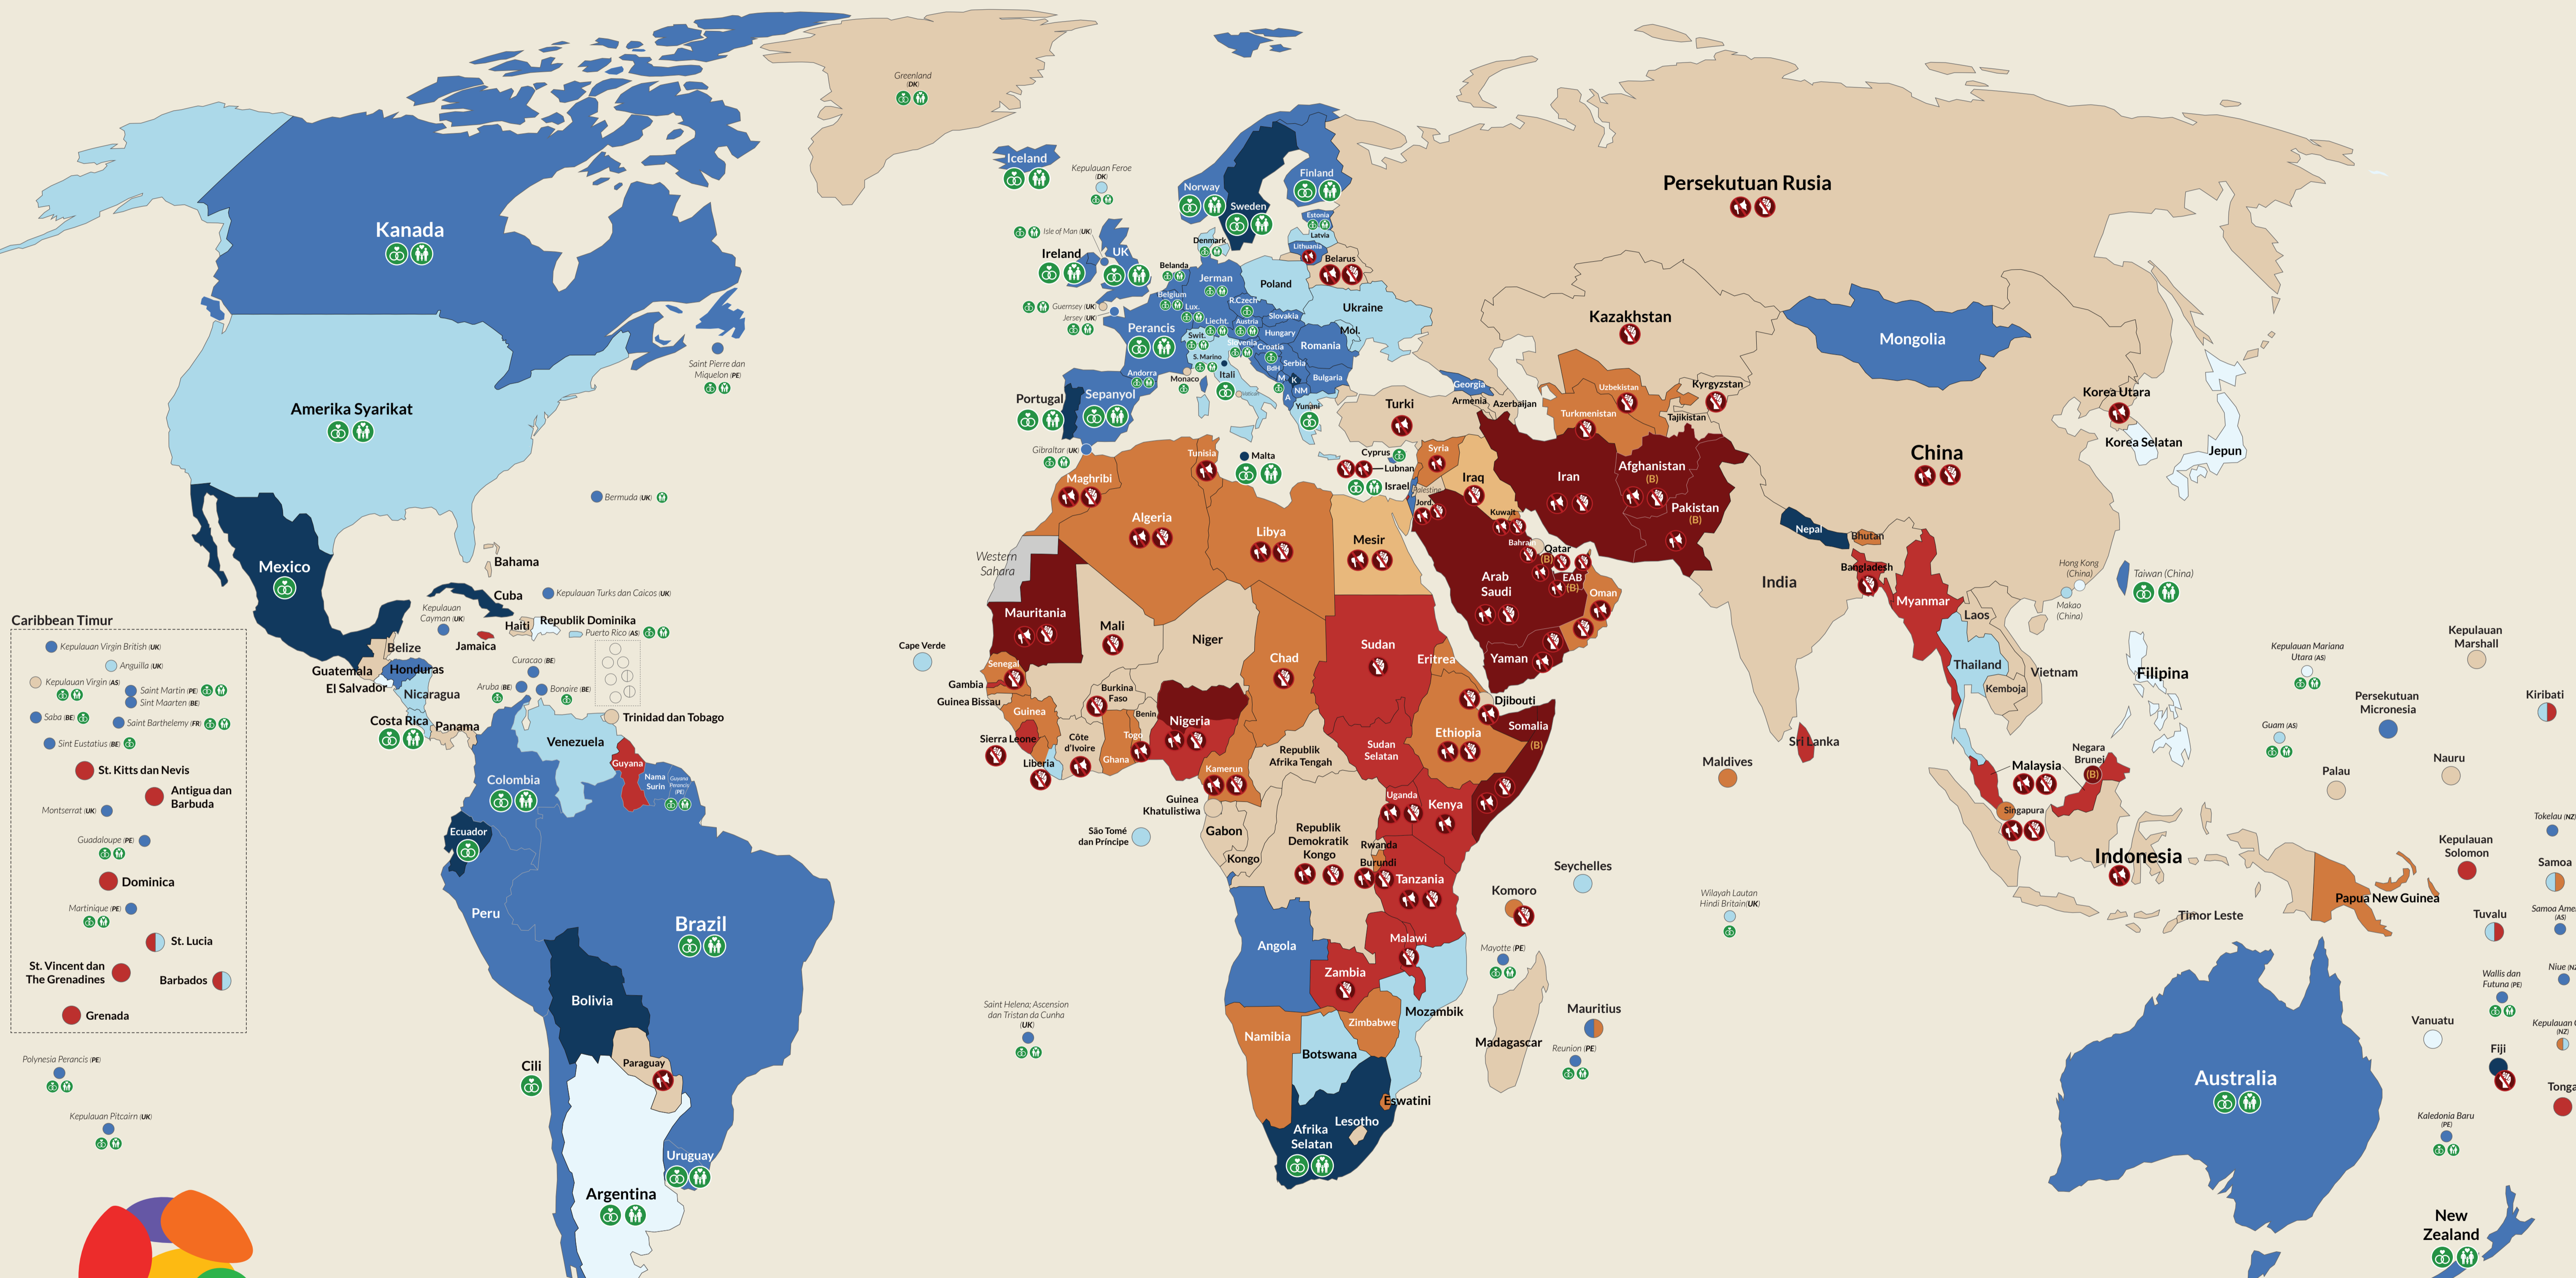 Greenland
(DK)
Kanada
Amerika Syarikat
Mexico
Saint Pierre dan
Miquelon (PE)
Bermuda (UK)
Bahama
Cuba
Kepulauan Turks dan Caicos (UK)
Kepulauan
Cayman (UK)
Haiti
Republik Dominika
Puerto Rico (AS)
Jamaica
Belize
Guatemala
Honduras
El Salvador
Nicaragua
Costa Rica
Panama
Curacao (BE)
Aruba (BE)
Bonaire (BE)
Trinidad dan Tobago
Caribbean Timur
Kepulauan Virgin British (UK)
Anguilla (UK)
Kepulauan Virgin (AS)
Saint Martin (PE)
Sint Maarten (BE)
Saba (BE)
Saint Barthelemy (FR)
Sint Eustatius (BE)
St. Kitts dan Nevis
Antigua dan
Barbuda
Montserrat (UK)
Guadaloupe (PE)
Dominica
Martinique (PE)
St. Lucia
St. Vincent dan
The Grenadines
Barbados
Grenada
Polynesia Perancis (PE)
Kepulauan Pitcairn (UK)
Venezuela
Guyana
Nama
Surin
Guyana
Perancis
(PE)
Colombia
Ecuador
Peru
Brazil
Bolivia
Paraguay
Cili
Uruguay
Argentina
Iceland
Kepulauan Feroe
(DK)
Norway
Sweden
Finland
Estonia
Latvia
Lithuania
Belarus
Isle of Man (UK)
Ireland
UK
Denmark
Belanda
Jerman
Poland
Ukraine
Guernsey (UK)
Jersey (UK)
Belgium
Lux.
R.Czech
Slovakia
Liecht.
Austria
Hungary
Mol.
Perancis
Swit.
Slovenia
Croatia
Romania
S. Marino
BdH
Serbia
Andorra
Monaco
Itali
M
K
Bulgaria
NM
A
Yunani
Portugal
Sepanyol
Gibraltar (UK)
Malta
Cyprus
Lubnan
Israel
Palestine
Jord.
Syria
Iraq
Kuwait
Turki
Georgia
Armenia
Azerbaijan
Persekutuan Rusia
Kazakhstan
Uzbekistan
Turkmenistan
Kyrgyzstan
Tajikistan
Mongolia
China
Korea Utara
Korea Selatan
Jepun
Iran
Afghanistan
(B)
Pakistan
(B)
Bahrain
Qatar
(B)
EAB
(B)
Arab
Saudi
Oman
Yaman
Nepal
Bhutan
Bangladesh
India
Sri Lanka
Maldives
Myanmar
Laos
Thailand
Vietnam
Kemboja
Hong Kong
(China)
Makao
(China)
Taiwan (China)
Filipina
Malaysia
Negara
Brunei
(B)
Singapura
Indonesia
Timor Leste
Papua New Guinea
Maghribi
Algeria
Tunisia
Libya
Mesir
Western
Sahara
Mauritania
Mali
Niger
Chad
Sudan
Eritrea
Cape Verde
Senegal
Gambia
Guinea Bissau
Guinea
Sierra Leone
Liberia
Côte
d'Ivoire
Burkina
Faso
Ghana
Togo
Benin
Nigeria
Kamerun
Republik
Afrika Tengah
Sudan
Selatan
Ethiopia
Djibouti
Somalia
(B)
Guinea
Khatulistiwa
São Tomé
dan Príncipe
Gabon
Kongo
Republik
Demokratik
Kongo
Uganda
Kenya
Rwanda
Burundi
Tanzania
Angola
Zambia
Malawi
Mozambik
Zimbabwe
Namibia
Botswana
Eswatini
Lesotho
Afrika
Selatan
Madagascar
Komoro
Mayotte (PE)
Seychelles
Mauritius
Reunion (PE)
Saint Helena; Ascension
dan Tristan da Cunha
(UK)
Wilayah Lautan
Hindi Britain(UK)
Kepulauan
Marshall
Kepulauan Mariana
Utara (AS)
Persekutuan
Micronesia
Kiribati
Guam (AS)
Nauru
Palau
Tokelau (NZ
Kepulauan
Solomon
Samoa
Tuvalu
Samoa Ame
(AS)
Niue (NZ
Wallis dan
Futuna (PE)
Vanuatu
Kepulauan
(NZ)
Fiji
Tonga
Kaledonia Baru
(PE)
Australia
New
Zealand